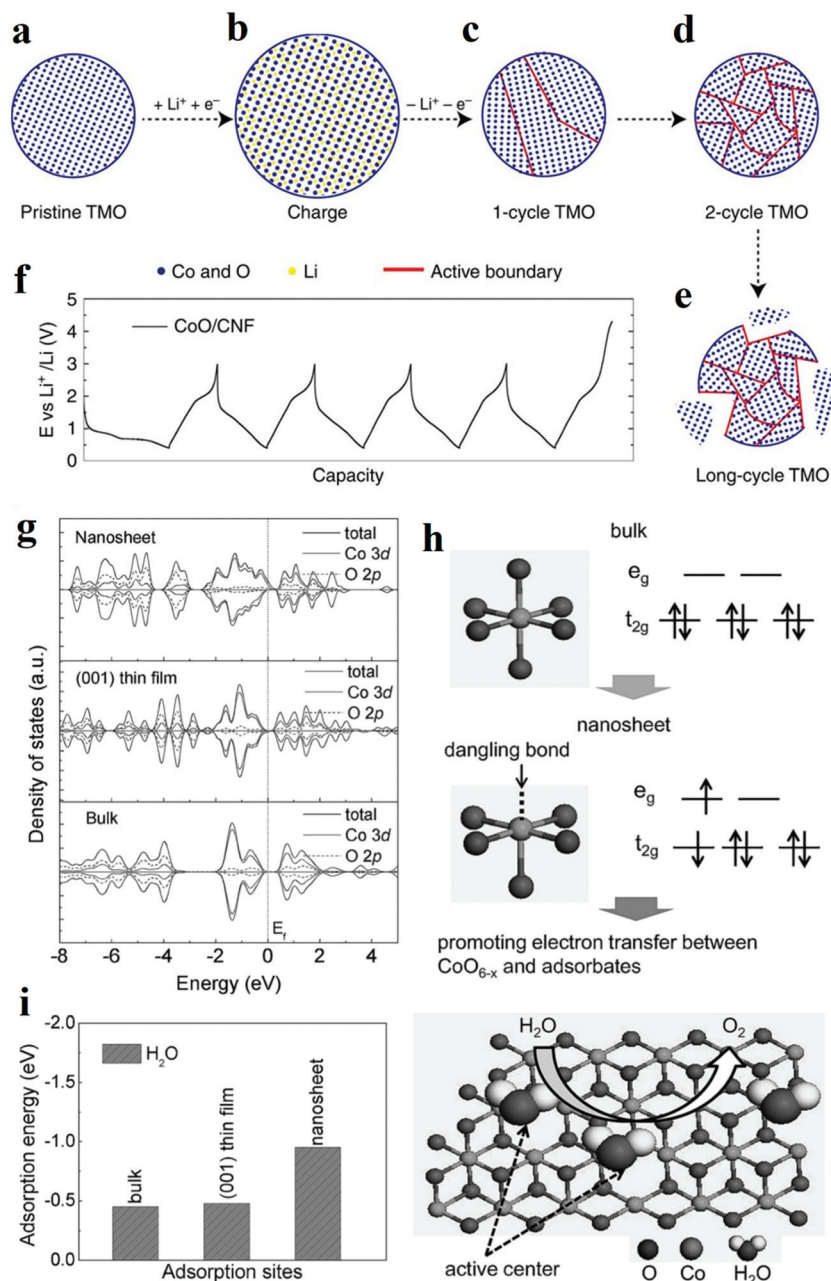 a
b
c
d
+ Li⁺ + e⁻
− Li⁺ − e⁻
Pristine TMO
Charge
1-cycle TMO
2-cycle TMO
Co and O
Li
Active boundary
f
e
5
4
3
2
1
0
E vs Li⁺ /Li (V)
CoO/CNF
Capacity
Long-cycle TMO
g
Nanosheet
total
Co 3d
O 2p
(001) thin film
total
Co 3d
O 2p
Bulk
total
Co 3d
O 2p
E_f
Density of states (a.u.)
-8 -6 -4 -2 0 2 4
Energy (eV)
h
bulk
e_g
t_2g
nanosheet
dangling bond
e_g
t_2g
promoting electron transfer between
CoO_6-x and adsorbates
i
-2.0
-1.5
-1.0
-0.5
0.0
Adsorption energy (eV)
H₂O
bulk
(001) thin film
nanosheet
Adsorption sites
H₂O
O₂
active center
O Co H₂O